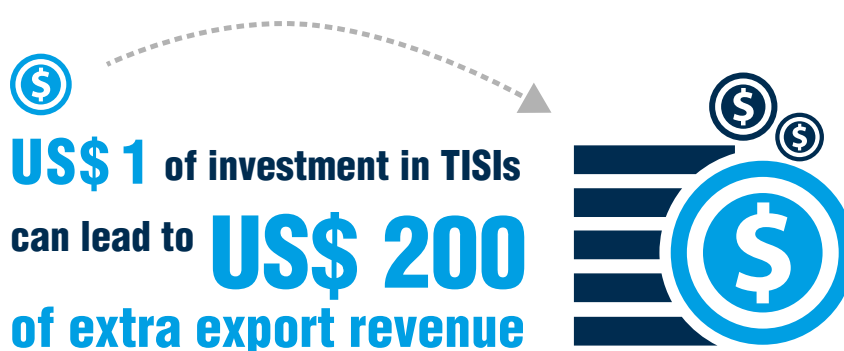 US$ 1 of investment in TISIs
can lead to US$ 200
of extra export revenue